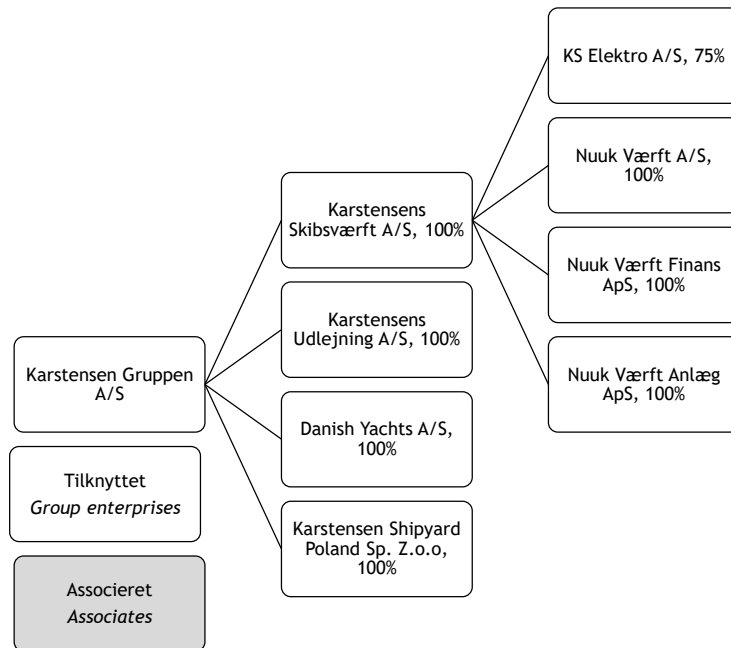 KS Elektro A/S, 75%
Nuuk Værft A/S,
100%
Karstensens
Skibsværft A/S, 100%
Nuuk Værft Finans
ApS, 100%
Karstensens
Udlejning A/S, 100%
Nuuk Værft Anlæg
ApS, 100%
Karstensen Gruppen
A/S
Danish Yachts A/S,
100%
Tilknyttet
Group enterprises
Karstensen Shipyard
Poland Sp. Z.o.o,
100%
Associeret
Associates